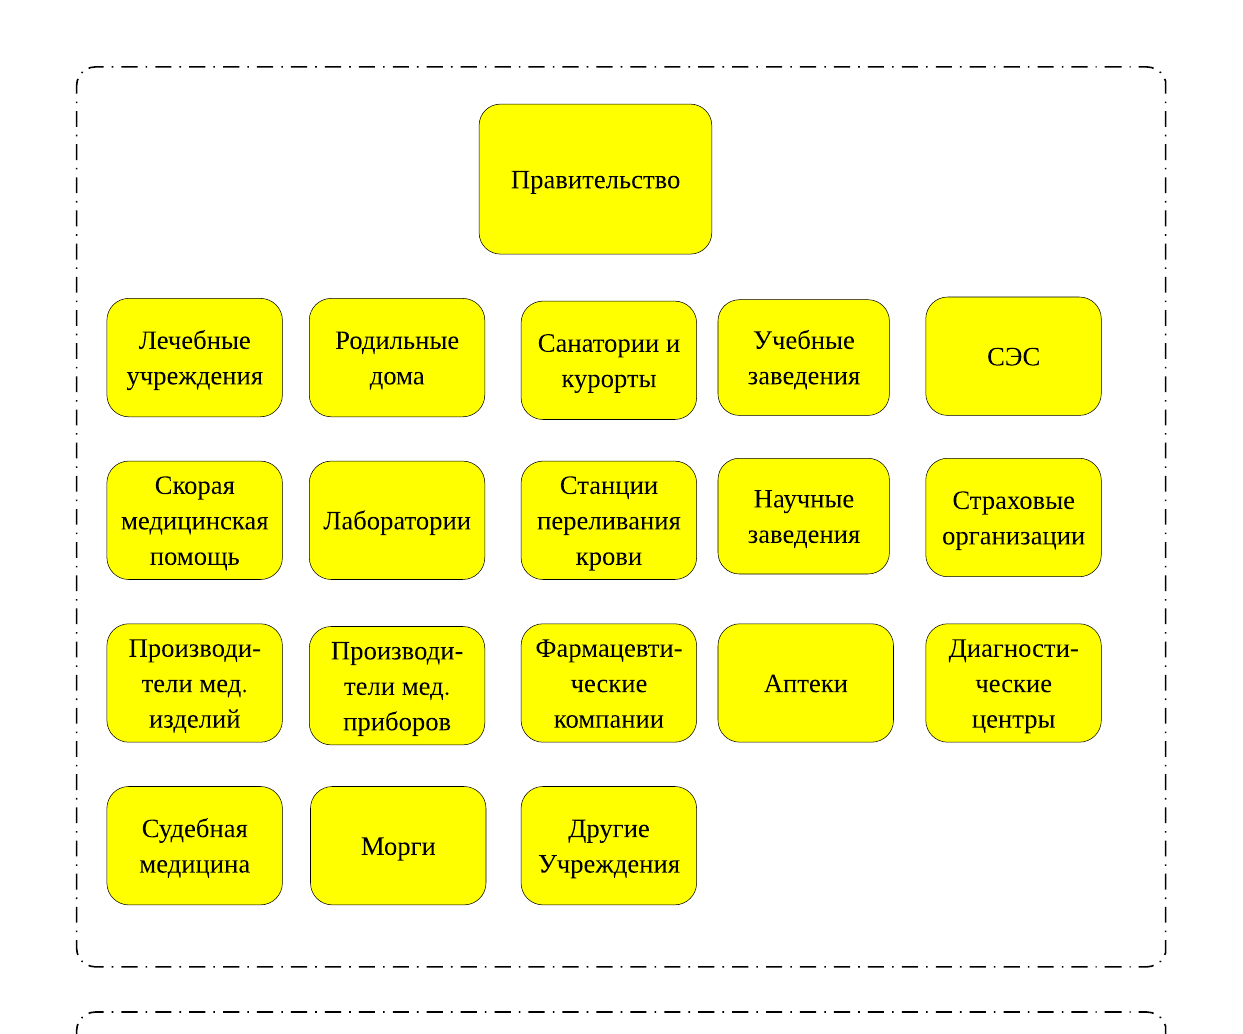 Правительство
Лечебные
учреждения
Родильные
дома
Санатории и
курорты
Учебные
заведения
СЭС
Скорая
медицинская
помощь
Лаборатории
Станции
переливания
крови
Научные
заведения
Страховые
организации
Производи-
тели мед.
изделий
Производи-
тели мед.
приборов
Фармацевти-
ческие
компании
Аптеки
Диагности-
ческие
центры
Судебная
медицина
Морги
Другие
Учреждения